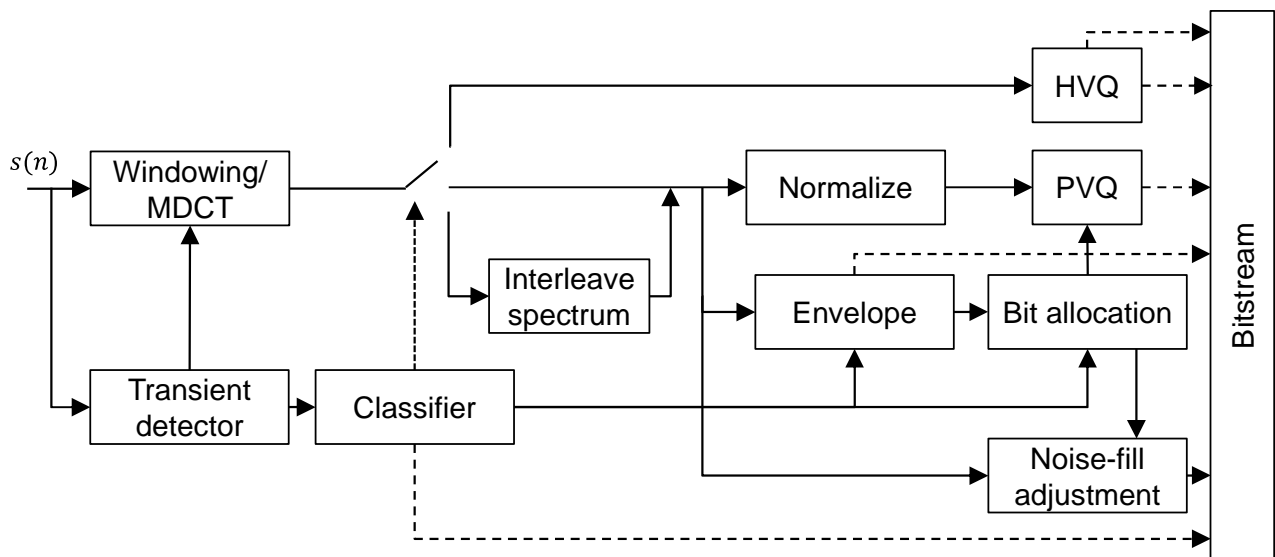 HVQ
s(n)
Windowing/
MDCT
Normalize
PVQ
Interleave
spectrum
Envelope
Bit allocation
Transient
detector
Classifier
Noise-fill
adjustment
Bitstream